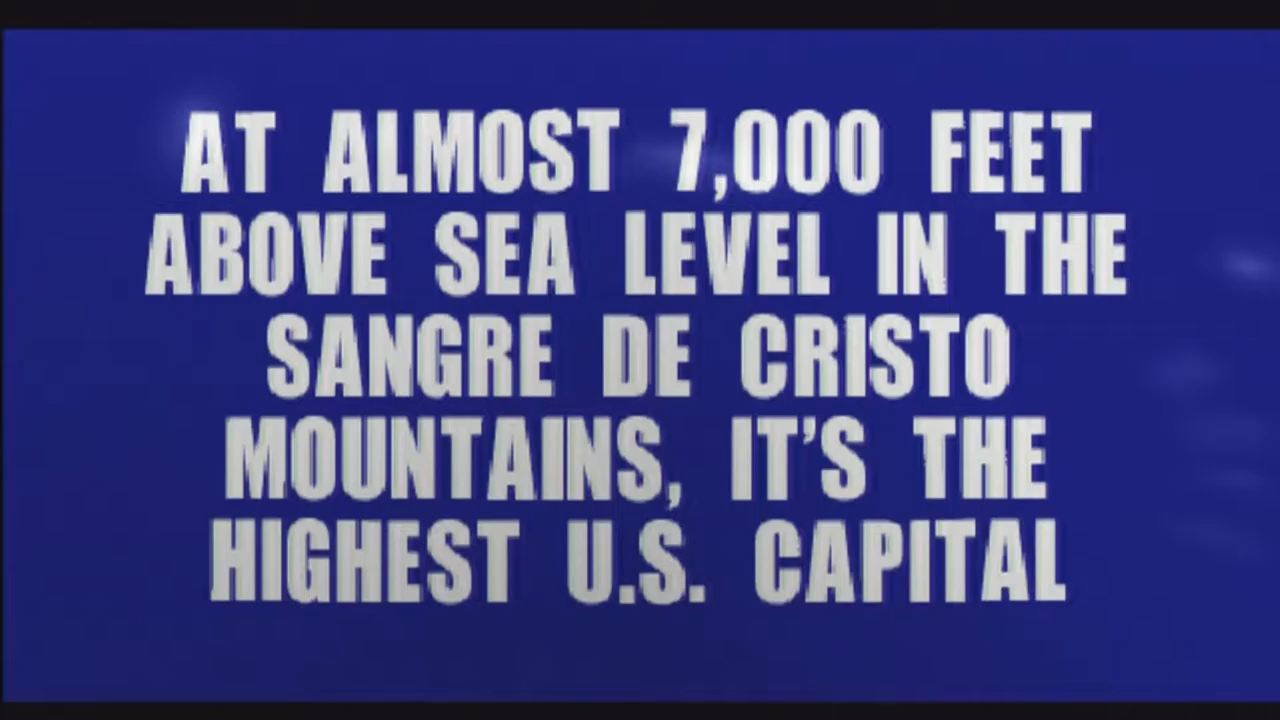 AT ALMOST 7,000 FEET
ABOVE SEA LEVEL IN THE
SANGRE DE CRISTO
MOUNTAINS, IT'S THE
HIGHEST U.S. CAPITAL